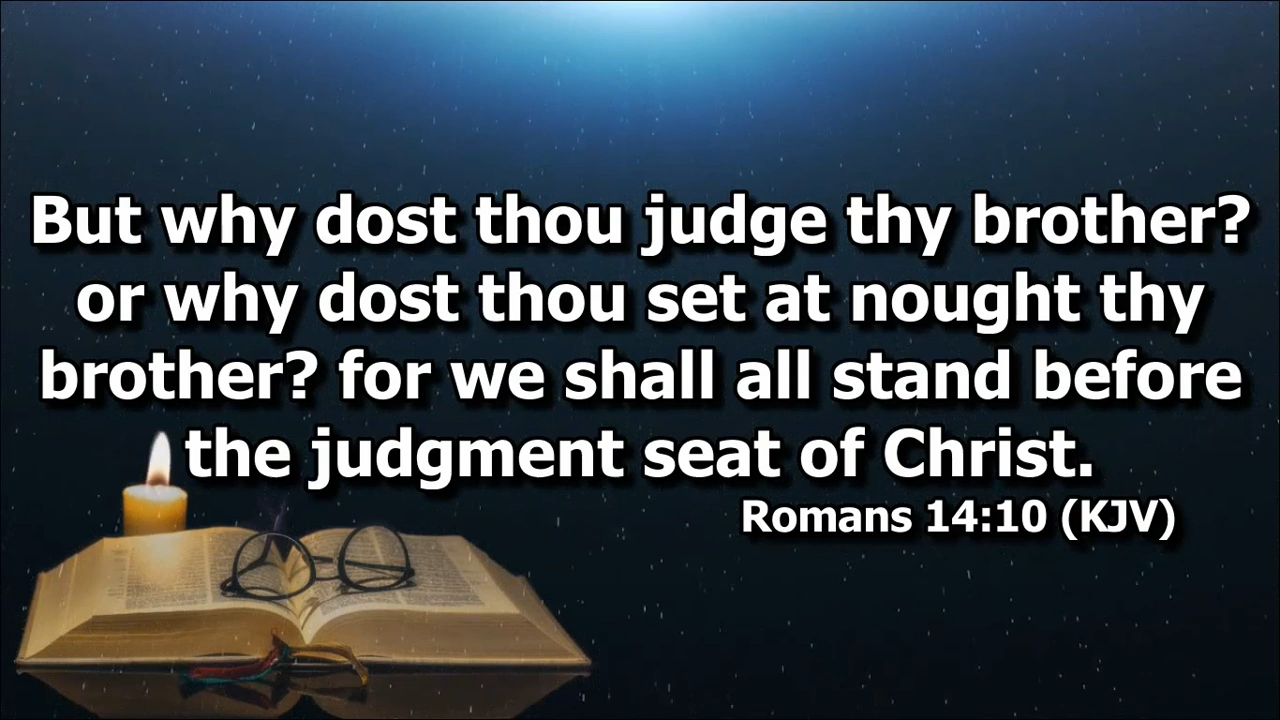 But why dost thou judge thy brother?
or why dost thou set at nought thy
brother? for we shall all stand before
the judgment seat of Christ.
Romans 14:10 (KJV)